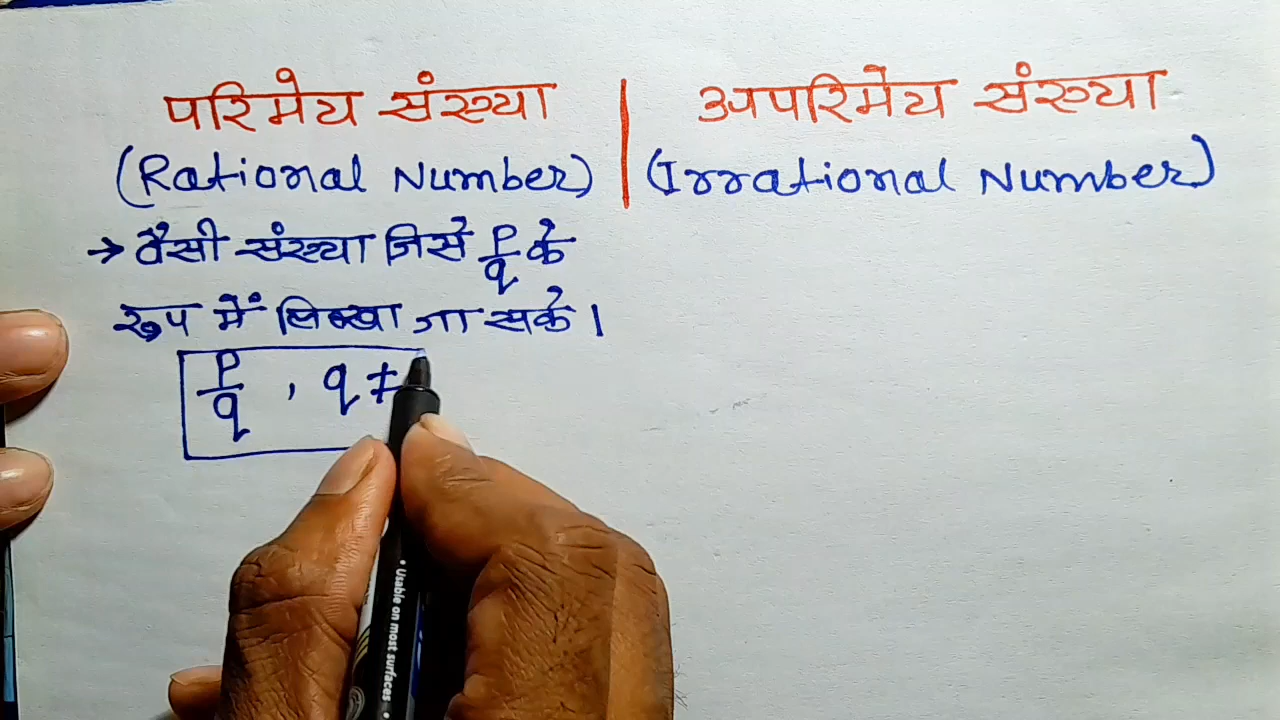 परिमेय संख्या | अपरिमेय संख्या
(Rational Number) | (Irrational Number)
→ वैसी संख्या जिसे p/q के
रूप में लिखा जा सके।
p/q , q ≠
• Usable on most surfaces •